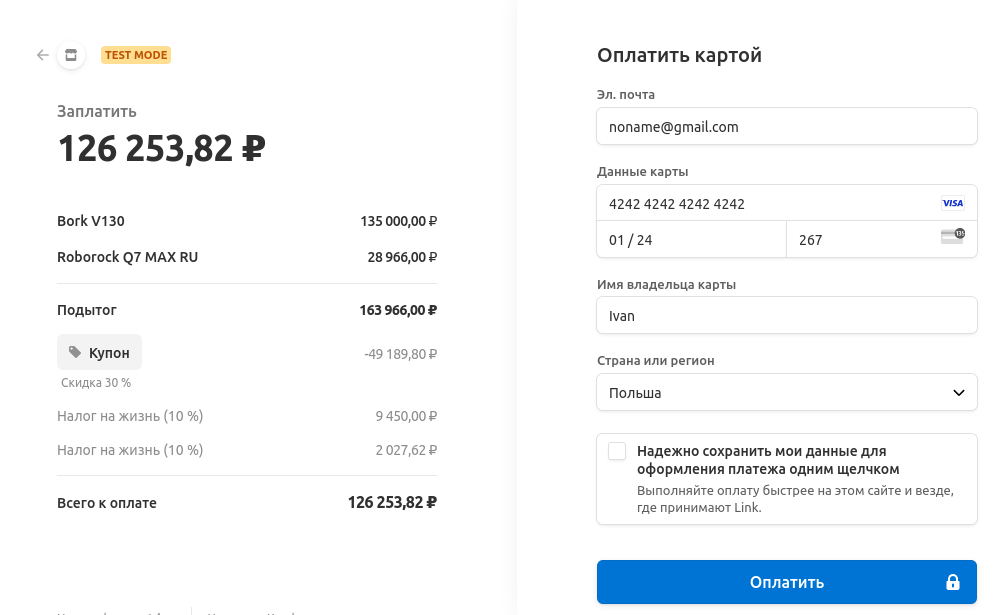 TEST MODE
Заплатить
126 253,82 ₽
Bork V130 135 000,00 ₽
Roborock Q7 MAX RU 28 966,00 ₽
Подытог 163 966,00 ₽
Купон -49 189,80 ₽
Скидка 30 %
Налог на жизнь (10 %) 9 450,00 ₽
Налог на жизнь (10 %) 2 027,62 ₽
Всего к оплате 126 253,82 ₽
Оплатить картой
Эл. почта
noname@gmail.com
Данные карты
4242 4242 4242 4242 VISA
01 / 24 267
Имя владельца карты
Ivan
Страна или регион
Польша
Надежно сохранить мои данные для
оформления платежа одним щелчком
Выполняйте оплату быстрее на этом сайте и везде,
где принимают Link.
Оплатить